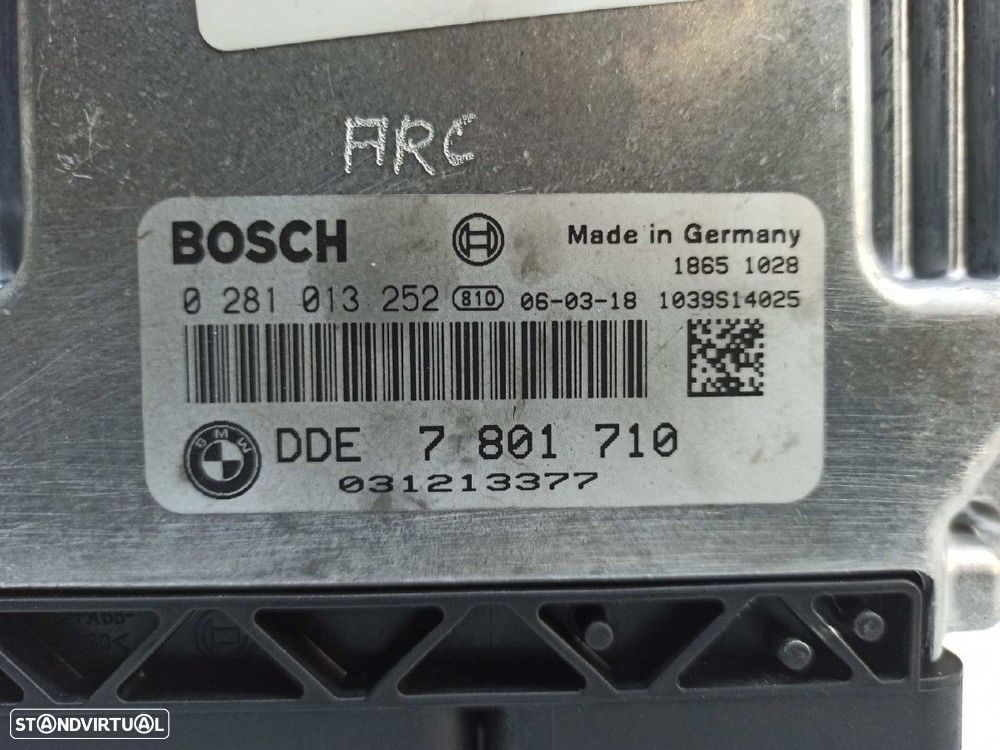 ARC
BOSCH Made in Germany
1865 1028
0 281 013 252 810 06-03-18 1039S14025
BMW DDE 7 801 710
031213377
STANDVIRTUAL